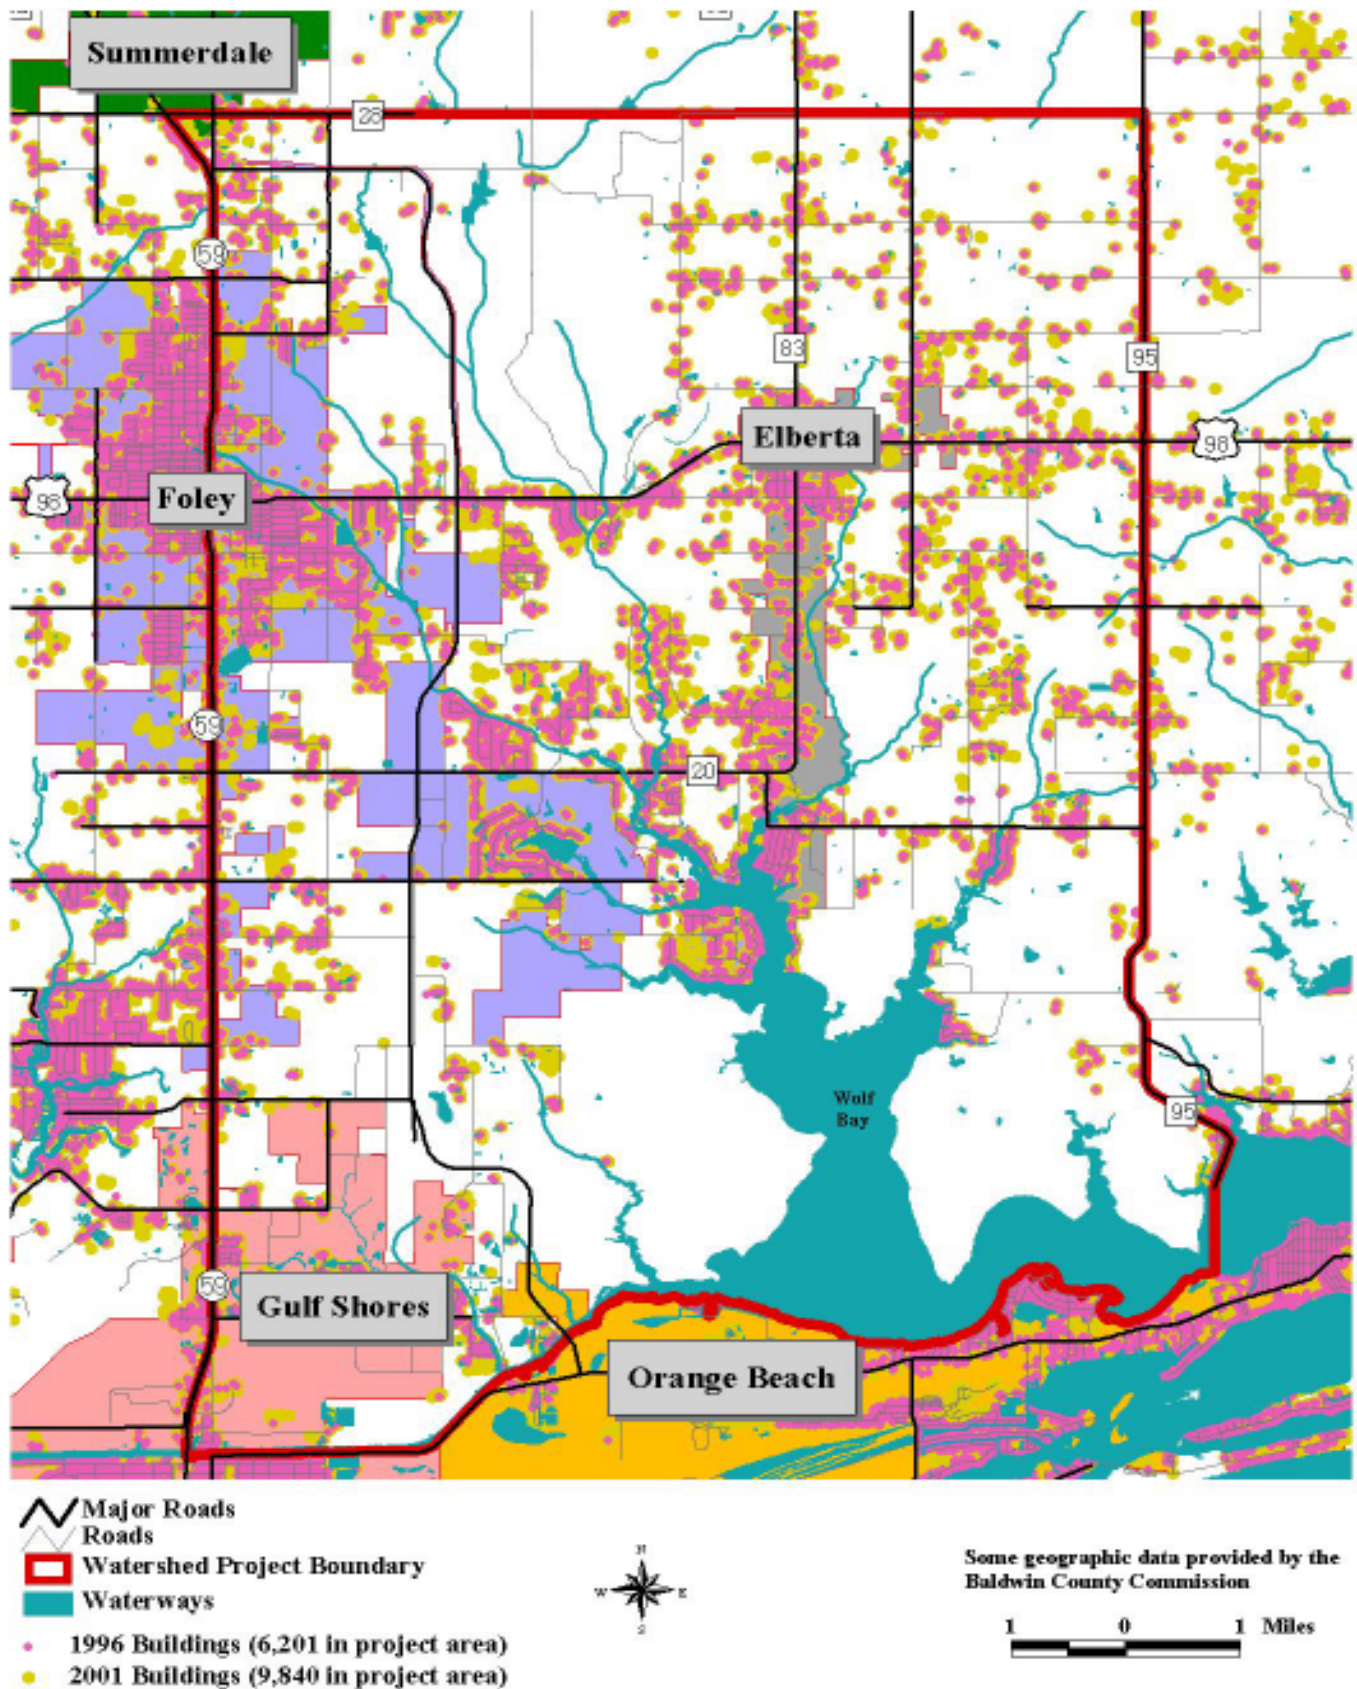 Summerdale
28
59
83
95
Elberta
98
98
Foley
59
20
Wolf
Bay
95
59
Gulf Shores
Orange Beach
Major Roads
Roads
Watershed Project Boundary
Waterways
1996 Buildings (6,201 in project area)
2001 Buildings (9,840 in project area)
N
W E
S
Some geographic data provided by the
Baldwin County Commission
1 0 1 Miles